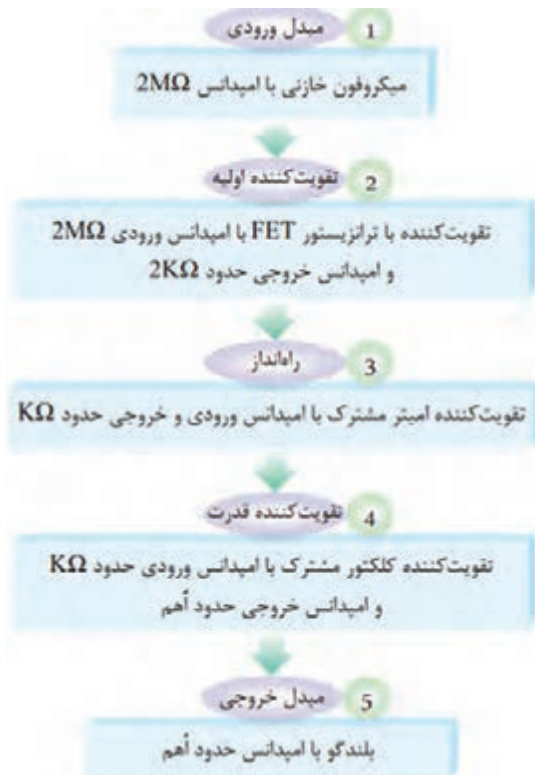 1 مبدل ورودی
میکروفون خازنی با امپدانس 2MΩ
2 تقویت‌کننده اولیه
تقویت‌کننده با ترانزیستور FET با امپدانس ورودی 2MΩ
و امپدانس خروجی حدود 2KΩ
3 راه‌انداز
تقویت‌کننده امیتر مشترک با امپدانس ورودی و خروجی حدود KΩ
4 تقویت‌کننده قدرت
تقویت‌کننده کلکتور مشترک با امپدانس ورودی حدود KΩ
و امپدانس خروجی حدود اُهم
5 مبدل خروجی
بلندگو با امپدانس حدود اُهم